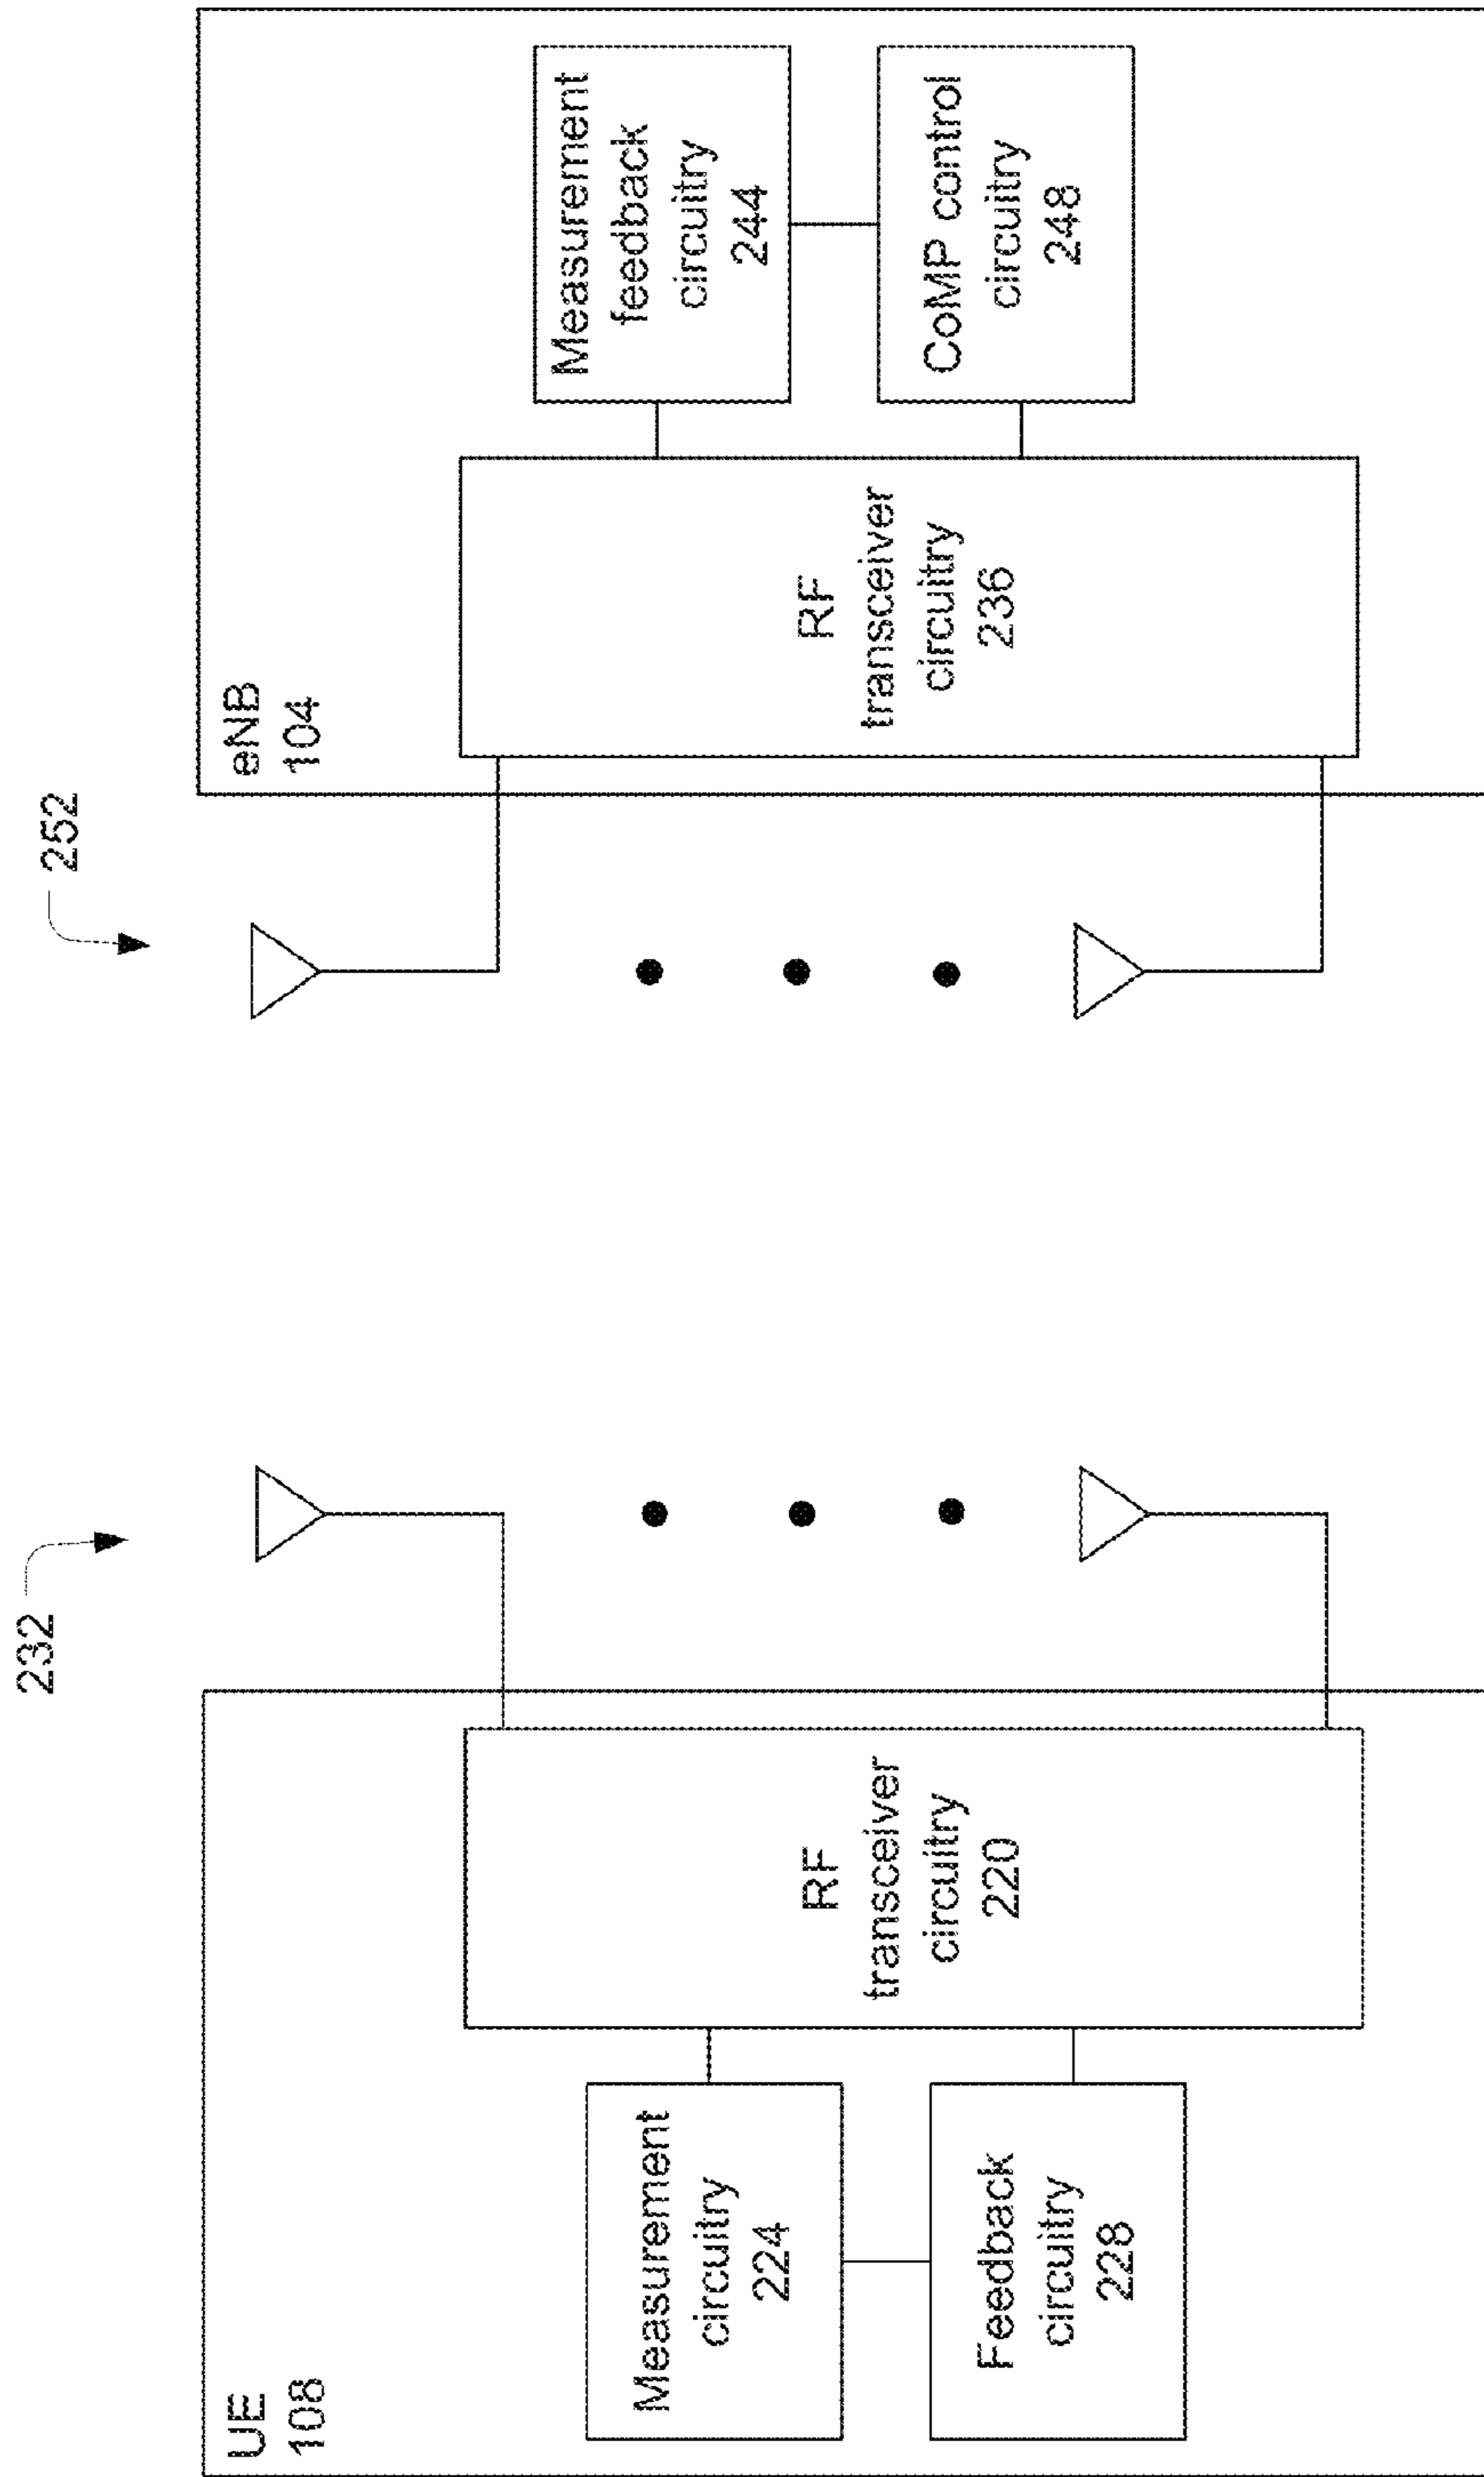 UE
108
Measurement
circuitry
224
Feedback
circuitry
228
RF
transceiver
circuitry
220
232
252
eNB
104
RF
transceiver
circuitry
236
Measurement
feedback
circuitry
244
CoMP control
circuitry
248